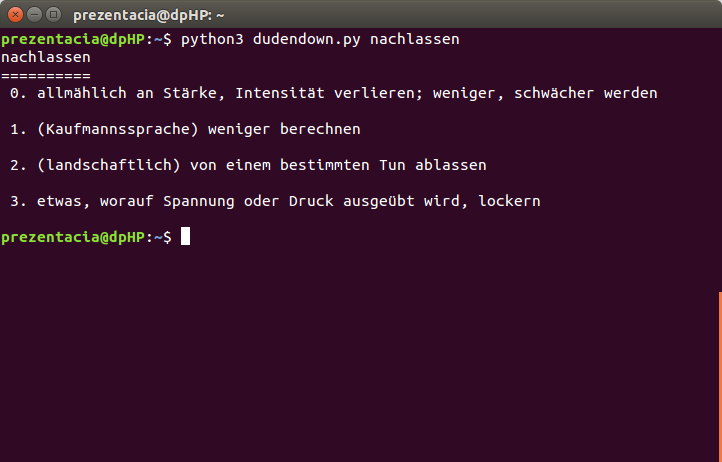 prezentacia@dpHP: ~
prezentacia@dpHP:~$ python3 dudendown.py nachlassen
nachlassen
==========
0. allmählich an Stärke, Intensität verlieren; weniger, schwächer werden
1. (Kaufmannssprache) weniger berechnen
2. (landschaftlich) von einem bestimmten Tun ablassen
3. etwas, worauf Spannung oder Druck ausgeübt wird, lockern
prezentacia@dpHP:~$